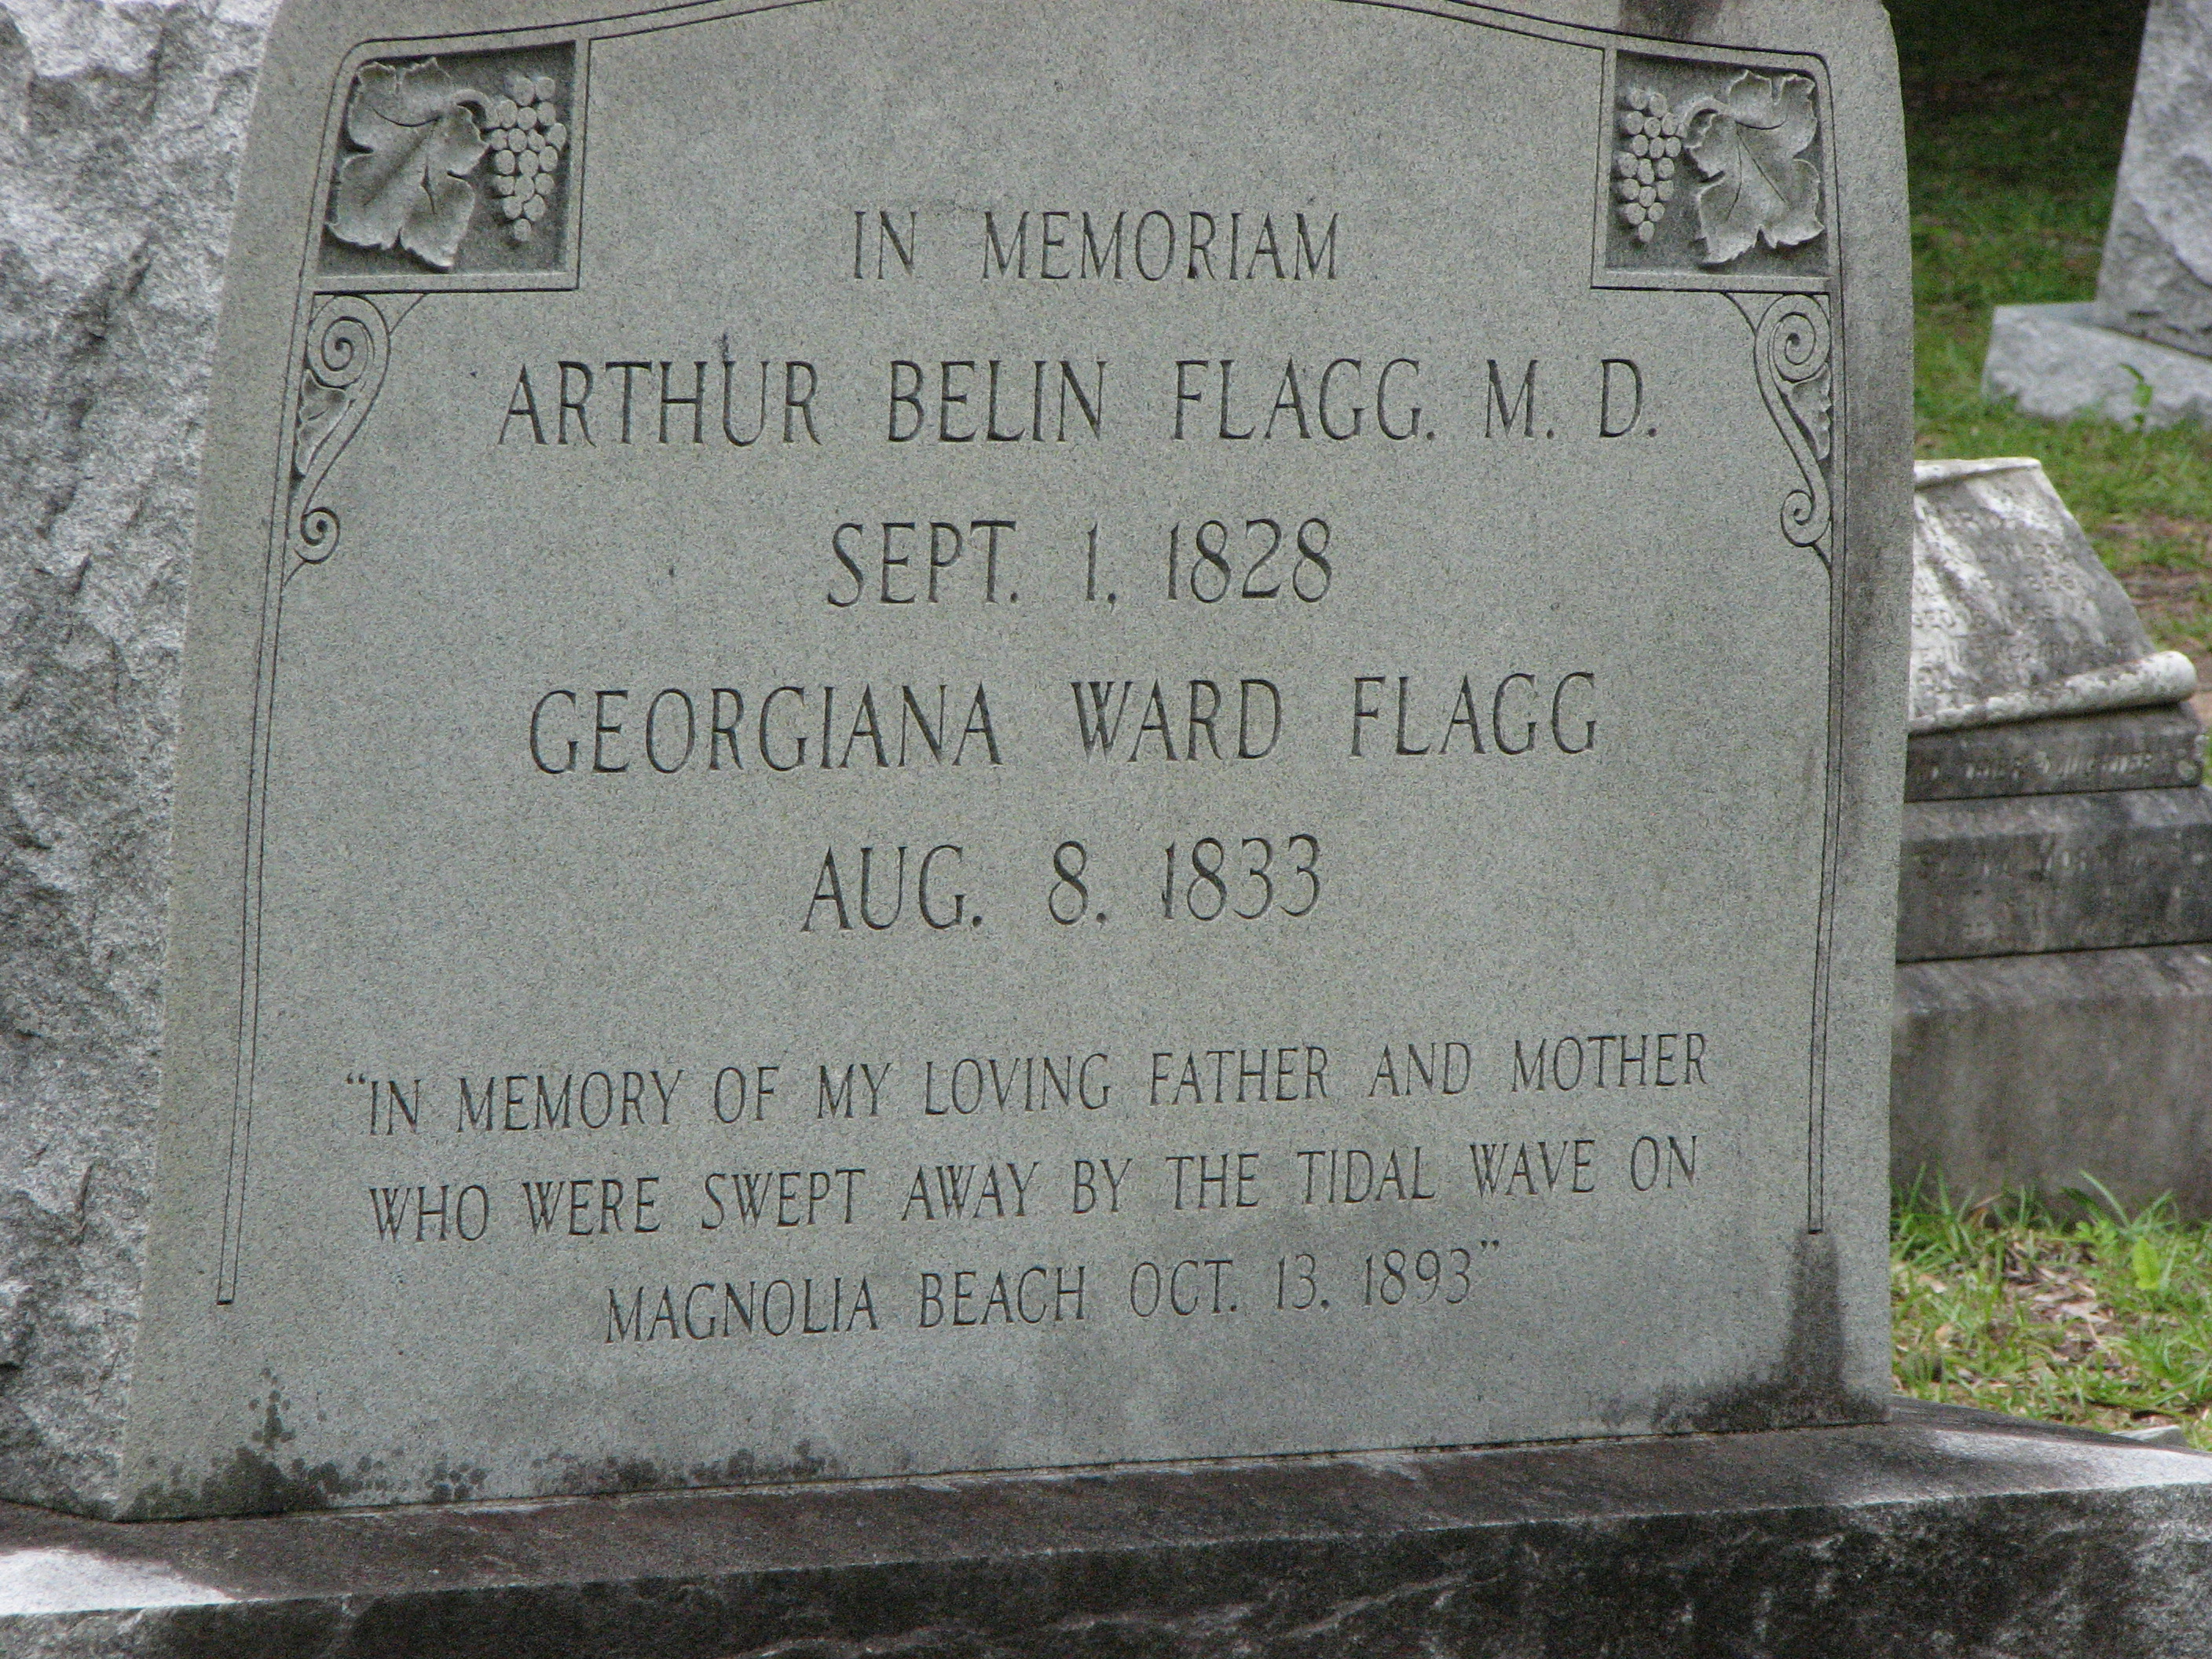 IN MEMORIAM
ARTHUR BELIN FLAGG. M. D.
SEPT. 1, 1828
GEORGIANA WARD FLAGG
AUG. 8, 1833
“IN MEMORY OF MY LOVING FATHER AND MOTHER
WHO WERE SWEPT AWAY BY THE TIDAL WAVE ON
MAGNOLIA BEACH OCT. 13, 1893”